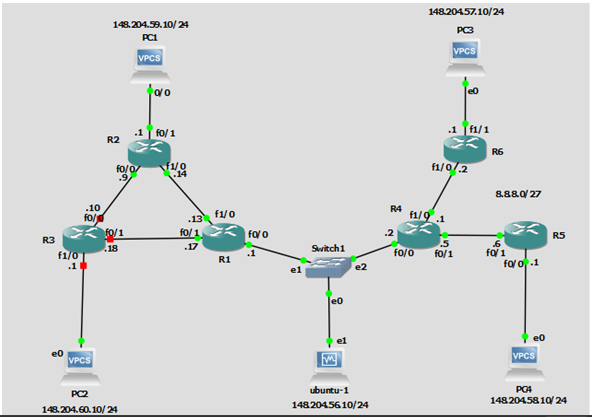 148.204.59.10/24
PC1
VPCS
0/0
.1 f0/1
R2
f0/0 f1/0
.9 .14
.10
f0/0
R3
f0/1
.18
f1/0
.1
.13 f1/0
f0/1 f0/0
.17 .1
R1
e0
VPCS
PC2
148.204.60.10/24
Switch1
e1 e2
e0
e1
ubuntu-1
148.204.56.10/24
148.204.57.10/24
PC3
VPCS
e0
.1 f1/1
R6
f1/0 .2
8.8.8.0/27
R4
f1/0 .1
.2 .5
f0/0 f0/1
.6
f0/1
R5
f0/0 .1
e0
VPCS
PC4
148.204.58.10/24